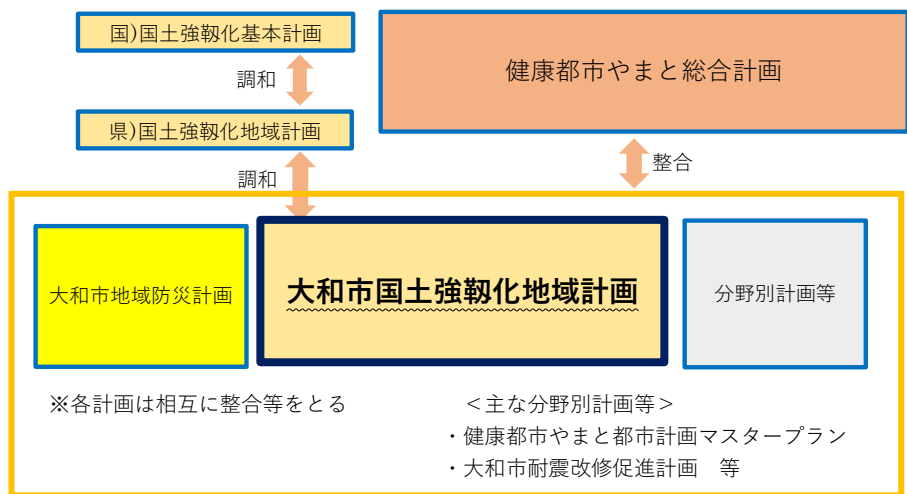 国)国土強靱化基本計画
調和
県)国土強靱化地域計画
調和
健康都市やまと総合計画
整合
大和市地域防災計画
大和市国土強靱化地域計画
分野別計画等
※各計画は相互に整合等をとる
＜主な分野別計画等＞
・健康都市やまと都市計画マスタープラン
・大和市耐震改修促進計画　等